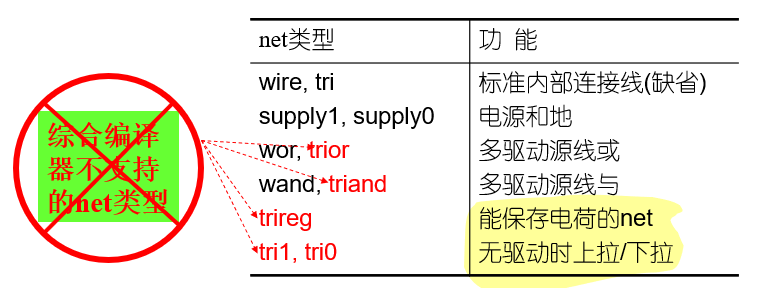 综合编译
器不支持
的net类型
net类型 功 能
wire, tri 标准内部连接线(缺省)
supply1, supply0 电源和地
wor, trior 多驱动源线或
wand,triand 多驱动源线与
trireg 能保存电荷的net
tri1, tri0 无驱动时上拉/下拉